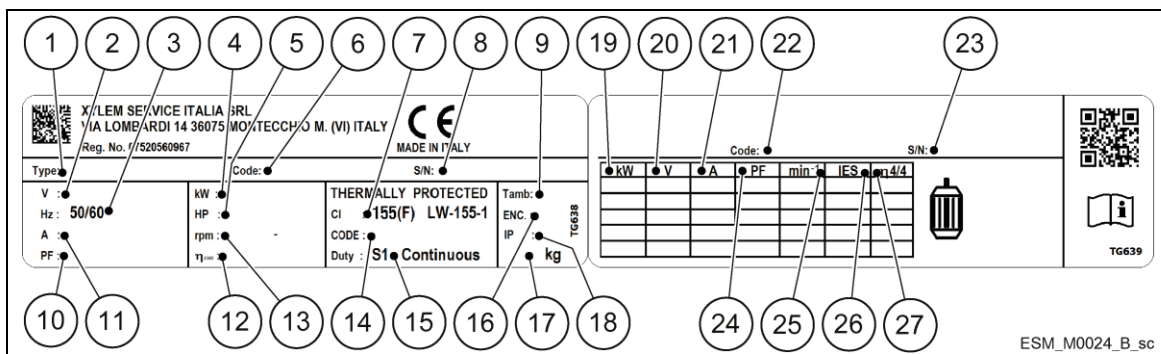 1 2 3 4 5 6 7 8 9 19 20 21 22 23
XYLEM SERVICE ITALIA SRL
VIA LOMBARDI 14 36075 MONTECCHIO M. (VI) ITALY
Reg. No. 07520560967
CE
MADE IN ITALY
Type: Code: S/N:
V : kW : THERMALLY PROTECTED Tamb:
Hz : 50/60 HP : Cl : 155(F) LW-155-1 ENC.
A : rpm : - CODE : IP :
PF : η : Duty : S1 Continuous kg
TG638
Code: S/N:
kW V A PF min-1 IES η4/4
i
TG639
10 11 12 13 14 15 16 17 18 24 25 26 27
ESM_M0024_B_sc